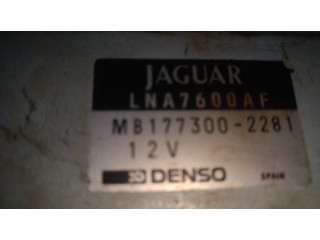 JAGUAR
LNA7600AF
MB177300-2281
12V
DENSO SPAIN